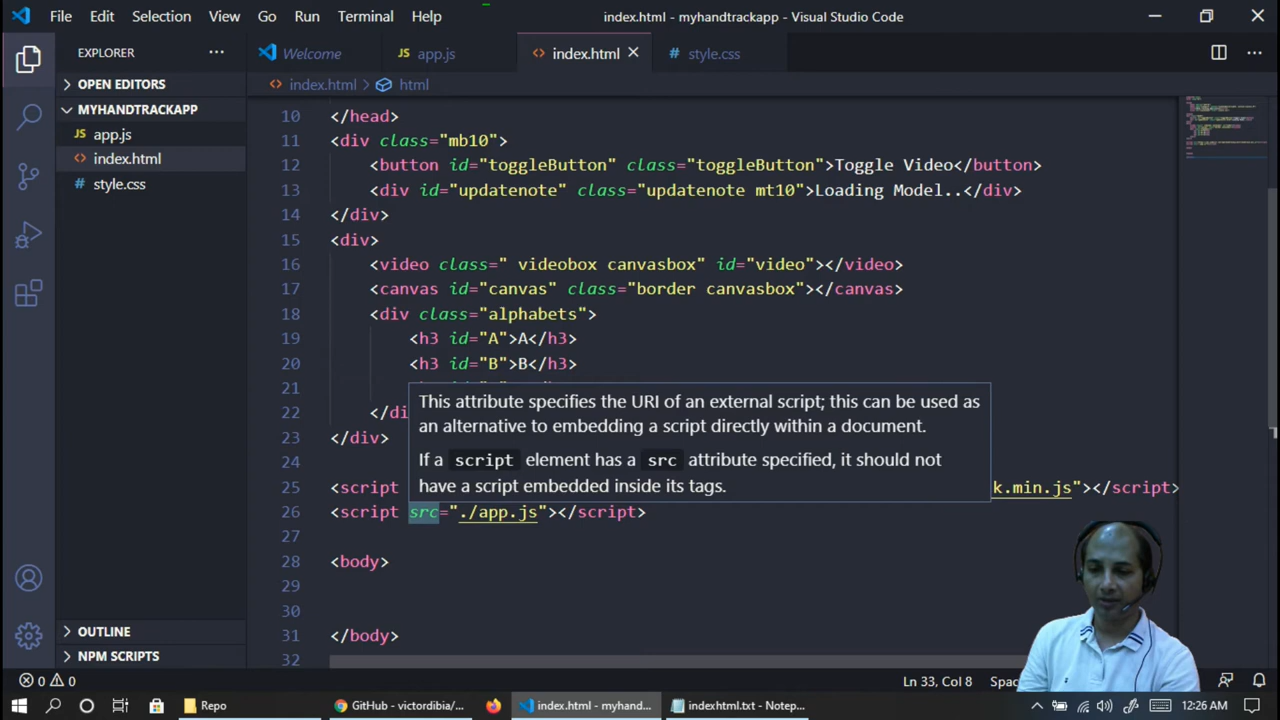 File Edit Selection View Go Run Terminal Help index.html - myhandtrackapp - Visual Studio Code
EXPLORER
Welcome app.js index.html style.css
OPEN EDITORS
index.html > html
MYHANDTRACKAPP
app.js
index.html
style.css
10 </head>
11 <div class="mb10">
12 <button id="toggleButton" class="toggleButton">Toggle Video</button>
13 <div id="updatenote" class="updatenote mt10">Loading Model..</div>
14 </div>
15 <div>
16 <video class=" videobox canvasbox" id="video"></video>
17 <canvas id="canvas" class="border canvasbox"></canvas>
18 <div class="alphabets">
19 <h3 id="A">A</h3>
20 <h3 id="B">B</h3>
21
22 </di
23 </div>
24
This attribute specifies the URI of an external script; this can be used as
an alternative to embedding a script directly within a document.
If a script element has a src attribute specified, it should not
have a script embedded inside its tags.
25 <script k.min.js"></script>
26 <script src="./app.js"></script>
27
28 <body>
29
30
31 </body>
32
OUTLINE
NPM SCRIPTS
0 0 Ln 33, Col 8 Spac
Repo GitHub - victordibia/... index.html - myhand... indexhtml.txt - Notep... 12:26 AM